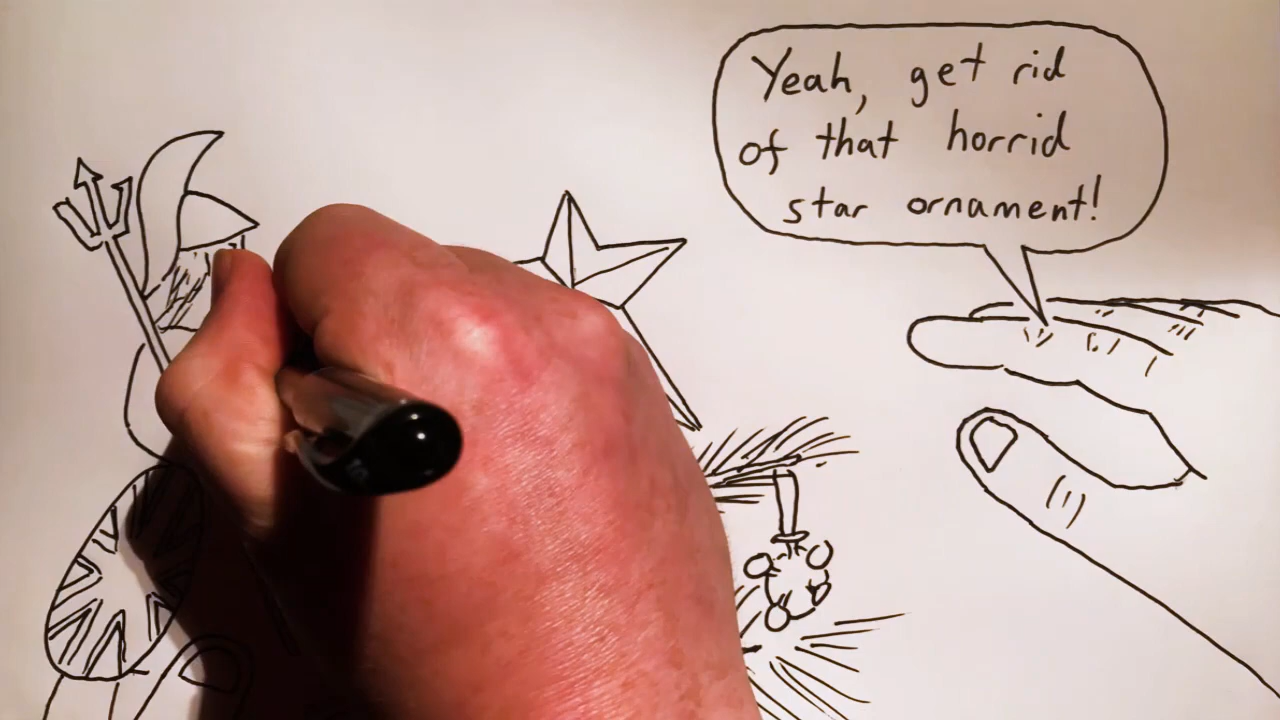 Yeah, get rid
of that horrid
star ornament!